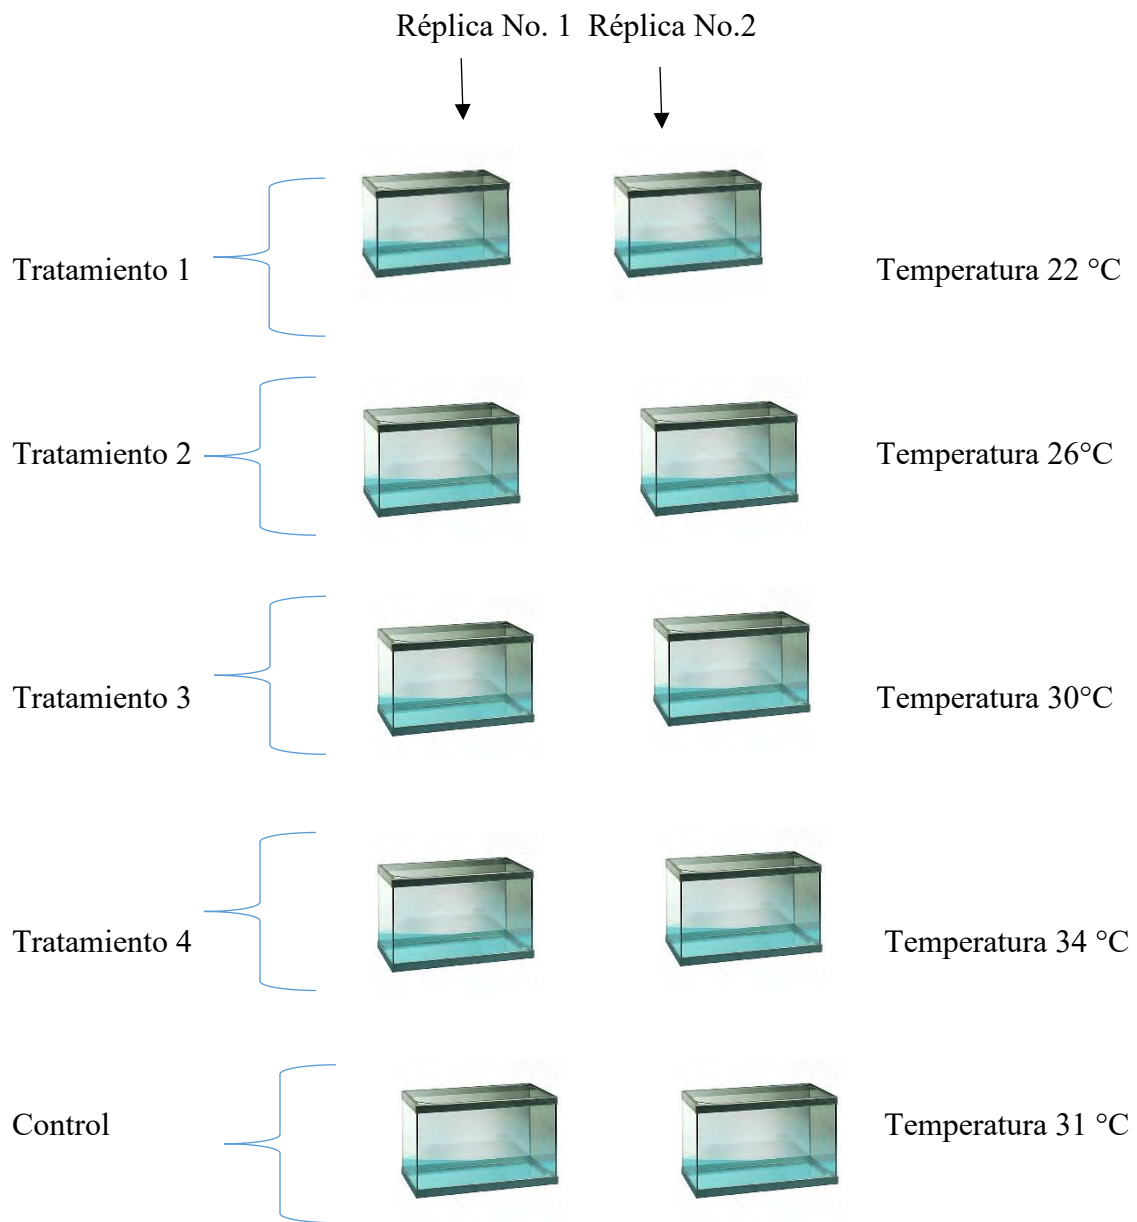 Réplica No. 1  Réplica No.2
Tratamiento 1
Temperatura 22 °C
Tratamiento 2
Temperatura 26°C
Tratamiento 3
Temperatura 30°C
Tratamiento 4
Temperatura 34 °C
Control
Temperatura 31 °C